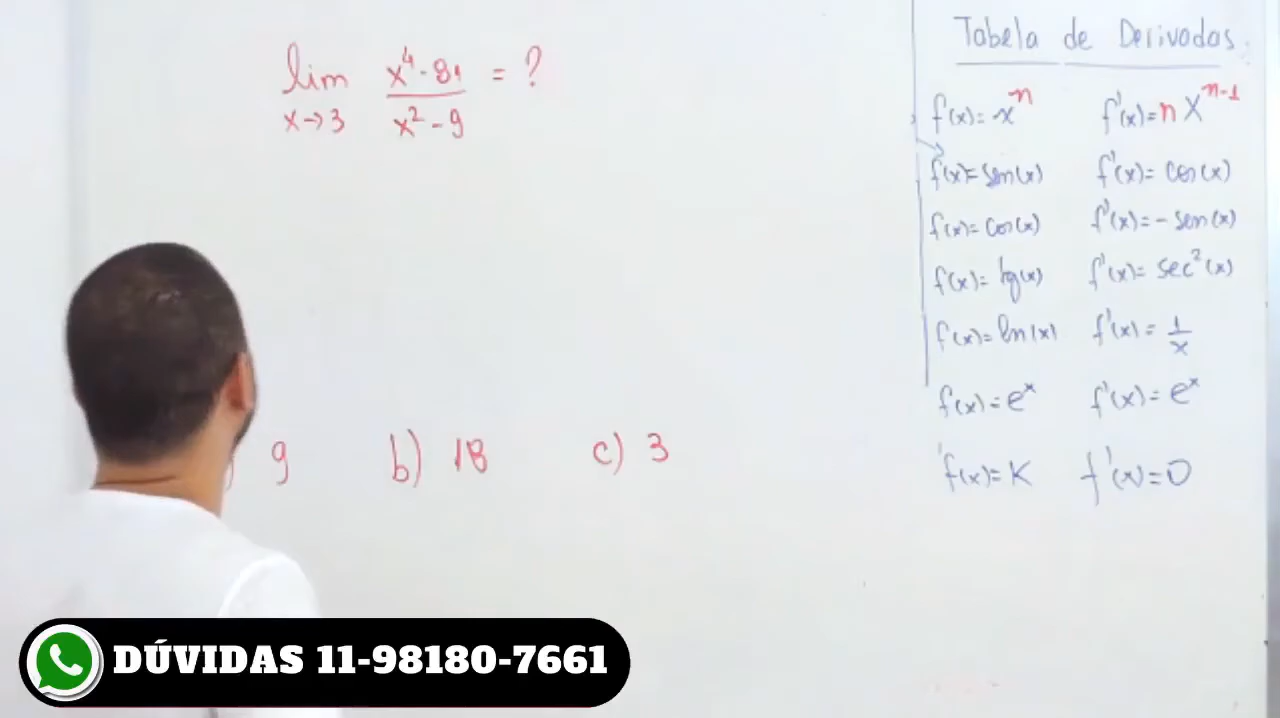 lim x→3 x⁴-81 / x²-9 = ?
) 9 b) 18 c) 3
Tabela de Derivadas.
f(x)= xⁿ f'(x)= n xⁿ⁻¹
f(x)= sen(x) f'(x)= cos(x)
f(x)= cos(x) f'(x)= - sen(x)
f(x)= tg(x) f'(x)= sec²(x)
f(x)= ln(x) f'(x)= 1/x
f(x)= eˣ f'(x)= eˣ
f(x)= K f'(x)= 0
DÚVIDAS 11-98180-7661